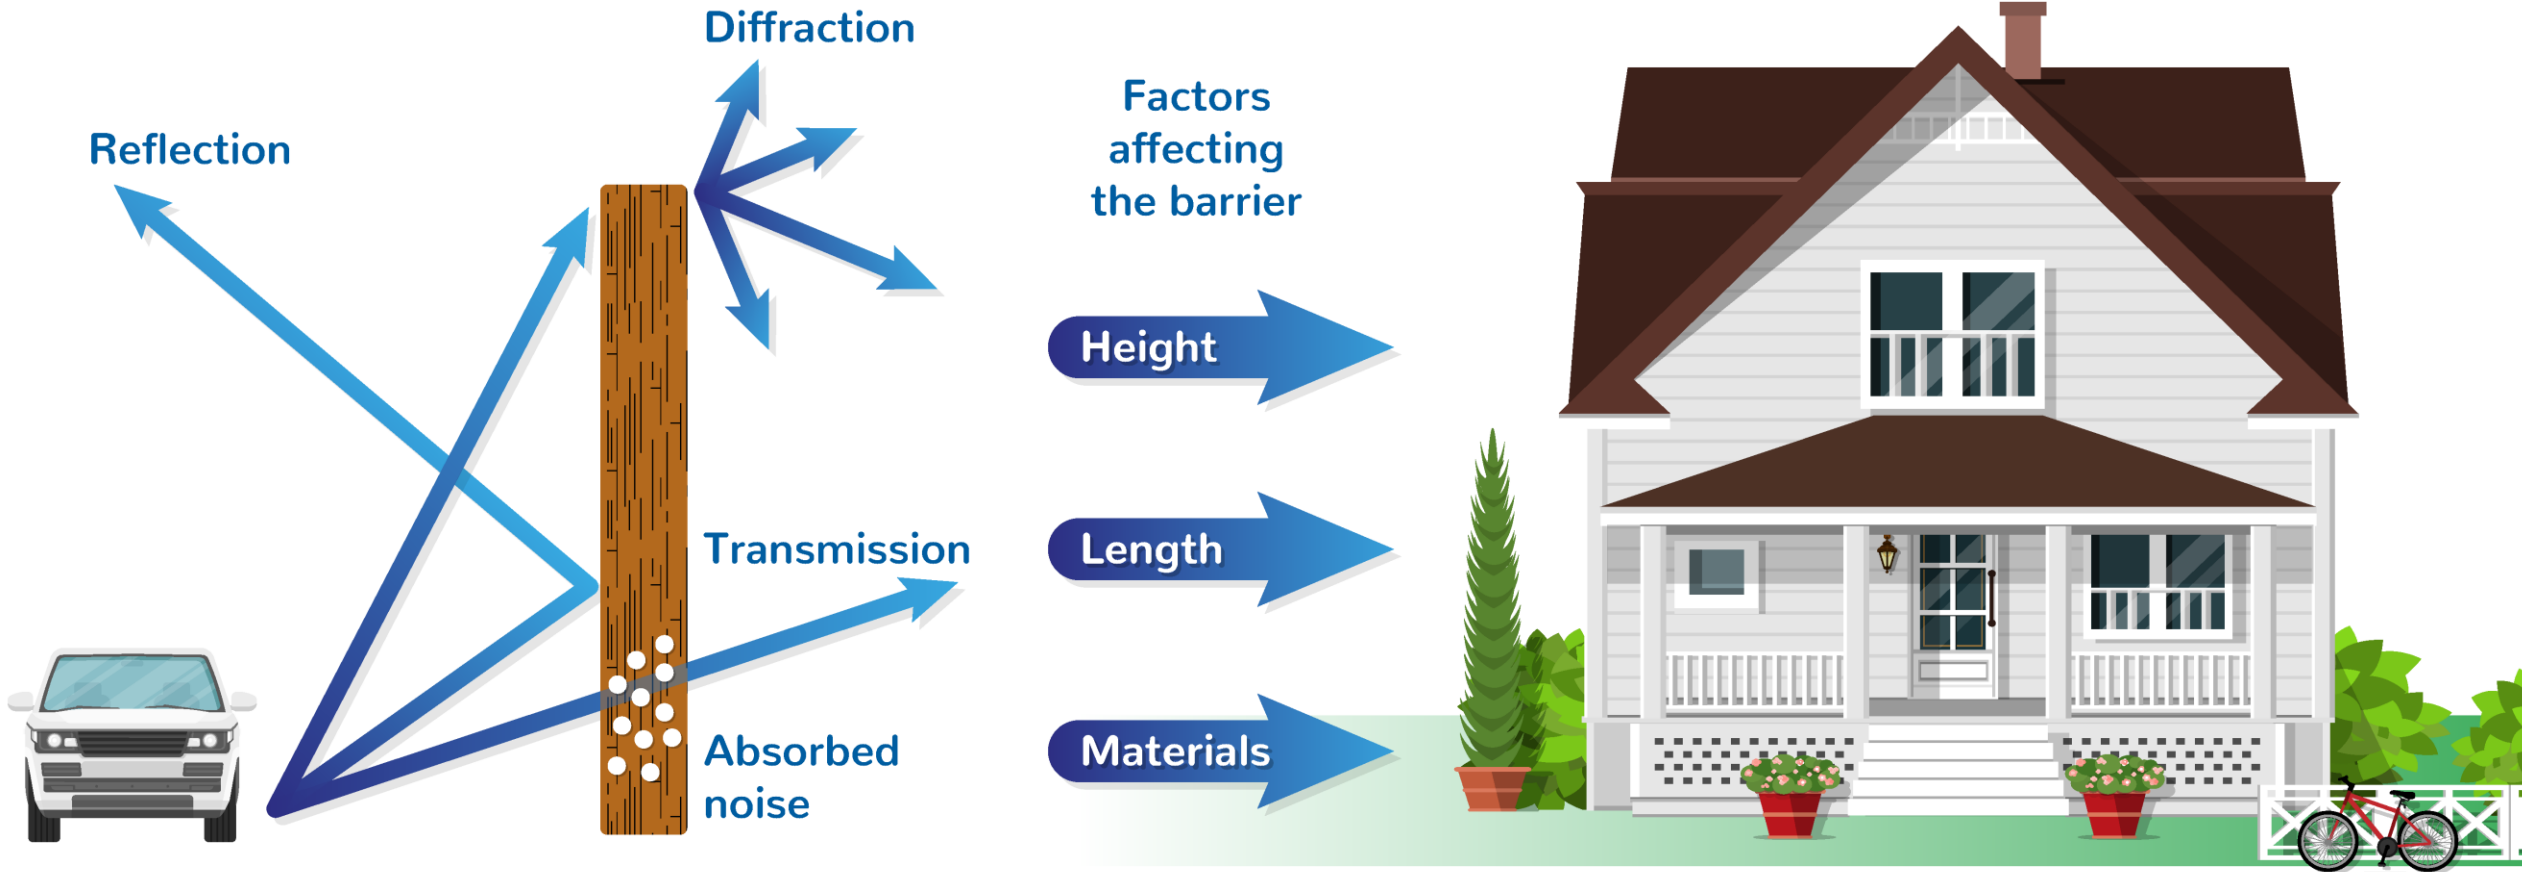 Diffraction
Reflection
Factors
affecting
the barrier
Height
Transmission
Length
Absorbed
noise
Materials